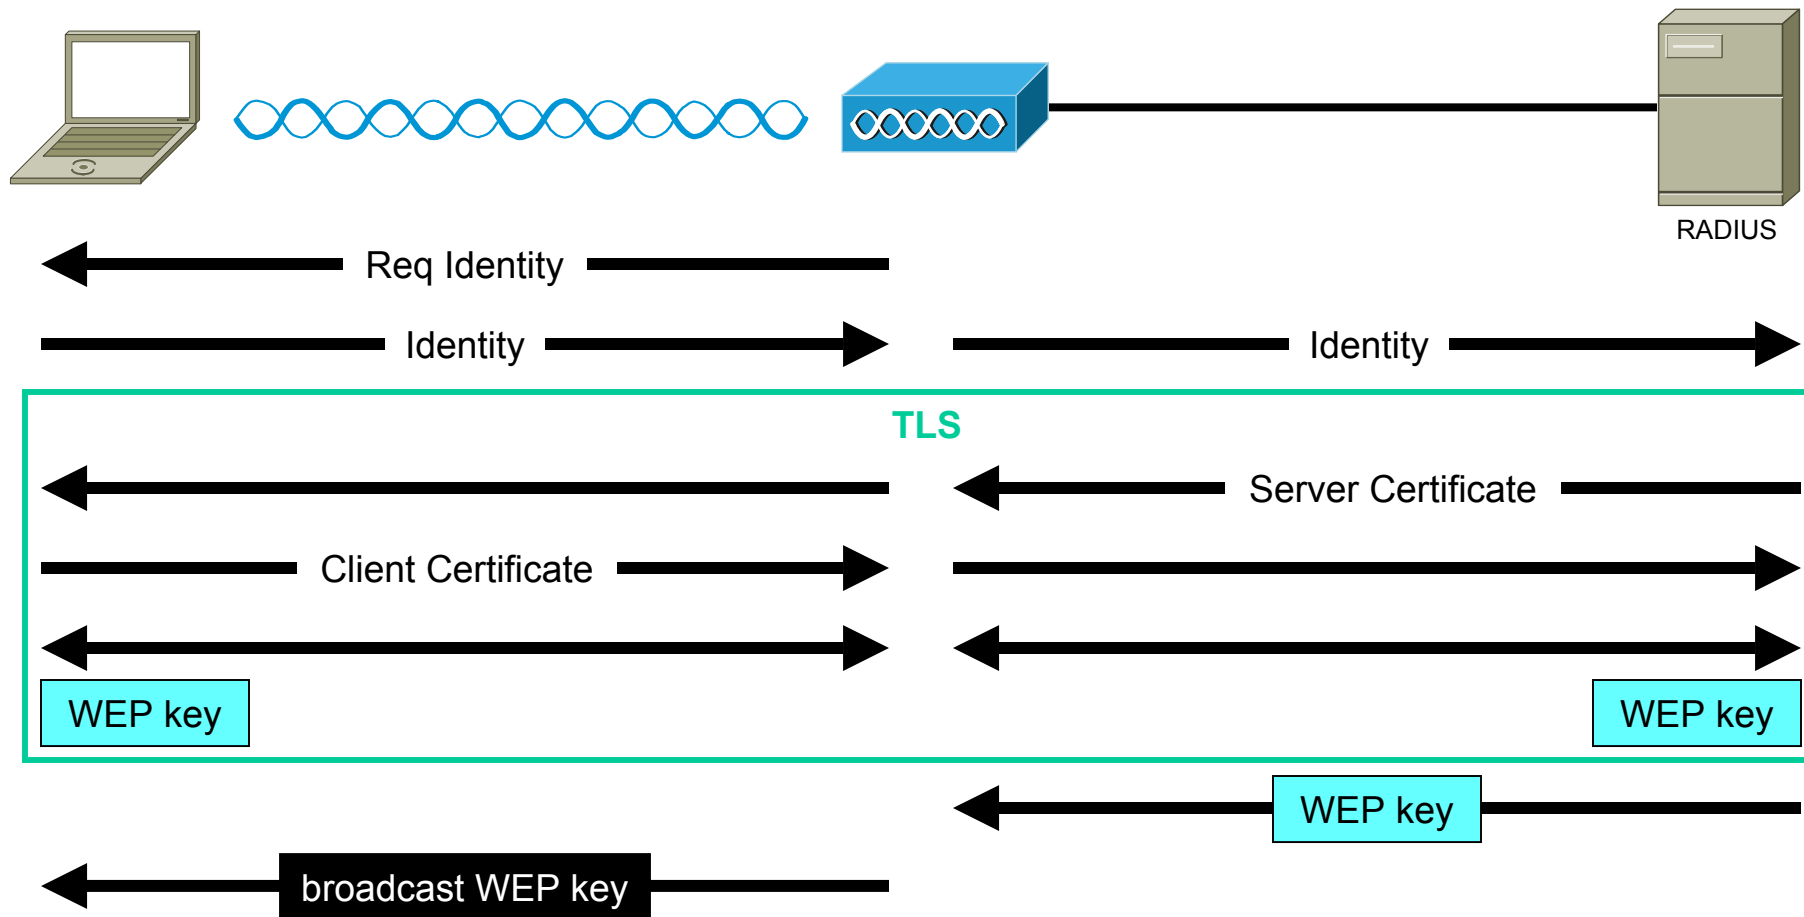 RADIUS
Req Identity
Identity
Identity
TLS
Server Certificate
Client Certificate
WEP key
WEP key
WEP key
broadcast WEP key